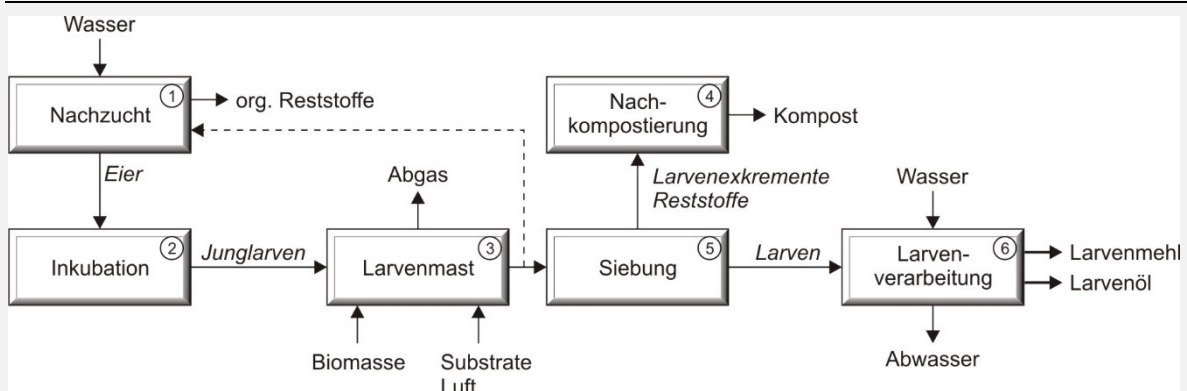 Wasser
1
Nachzucht
org. Reststoffe
Eier
2
Inkubation
Junglarven
Abgas
3
Larvenmast
Biomasse
Substrate
Luft
4
Nach-
kompostierung
Kompost
Larvenexkremente
Reststoffe
5
Siebung
Larven
Wasser
6
Larven-
verarbeitung
Larvenmehl
Larvenöl
Abwasser